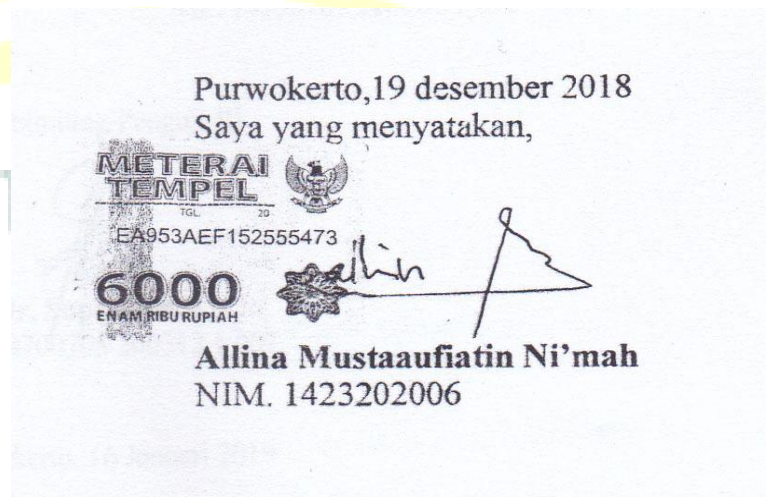 Purwokerto,19 desember 2018
Saya yang menyatakan,
METERAI
TEMPEL
TGL. 20
EA953AEF152555473
6000
ENAM RIBU RUPIAH
Allina Mustaaufiatin Ni'mah
NIM. 1423202006